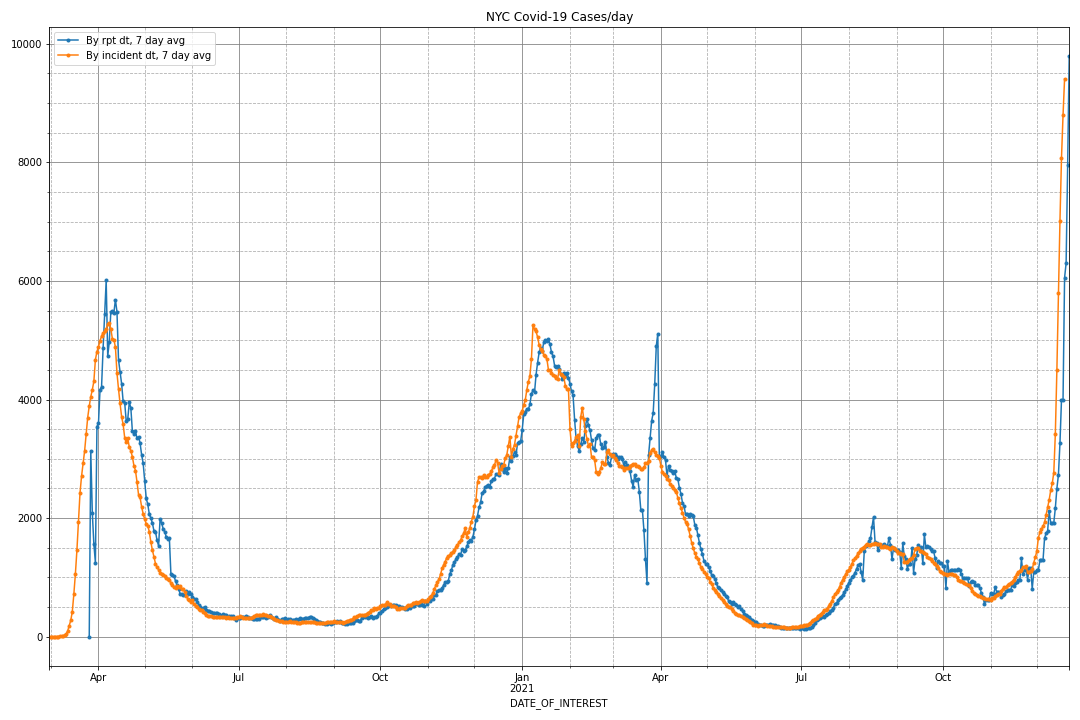 NYC Covid-19 Cases/day
By rpt dt, 7 day avg
By incident dt, 7 day avg
10000
8000
6000
4000
2000
0
Apr Jul Oct Jan Apr Jul Oct
2021
DATE_OF_INTEREST